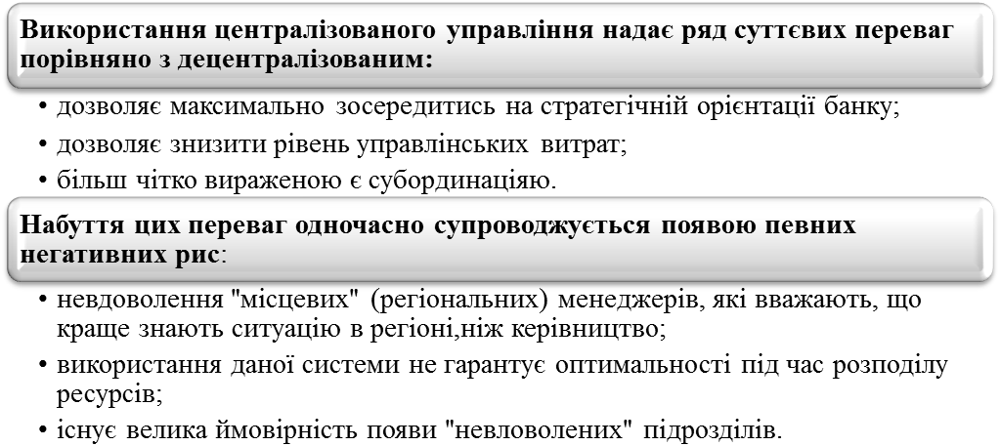 Використання централізованого управління надає ряд суттєвих переваг
порівняно з децентралізованим:
• дозволяє максимально зосередитись на стратегічній орієнтації банку;
• дозволяє знизити рівень управлінських витрат;
• більш чітко вираженою є субординаціяю.
Набуття цих переваг одночасно супроводжується появою певних
негативних рис:
• невдоволення "місцевих" (регіональних) менеджерів, які вважають, що
краще знають ситуацію в регіоні,ніж керівництво;
• використання даної системи не гарантує оптимальності під час розподілу
ресурсів;
• існує велика ймовірність появи "невловолених" підрозділів.